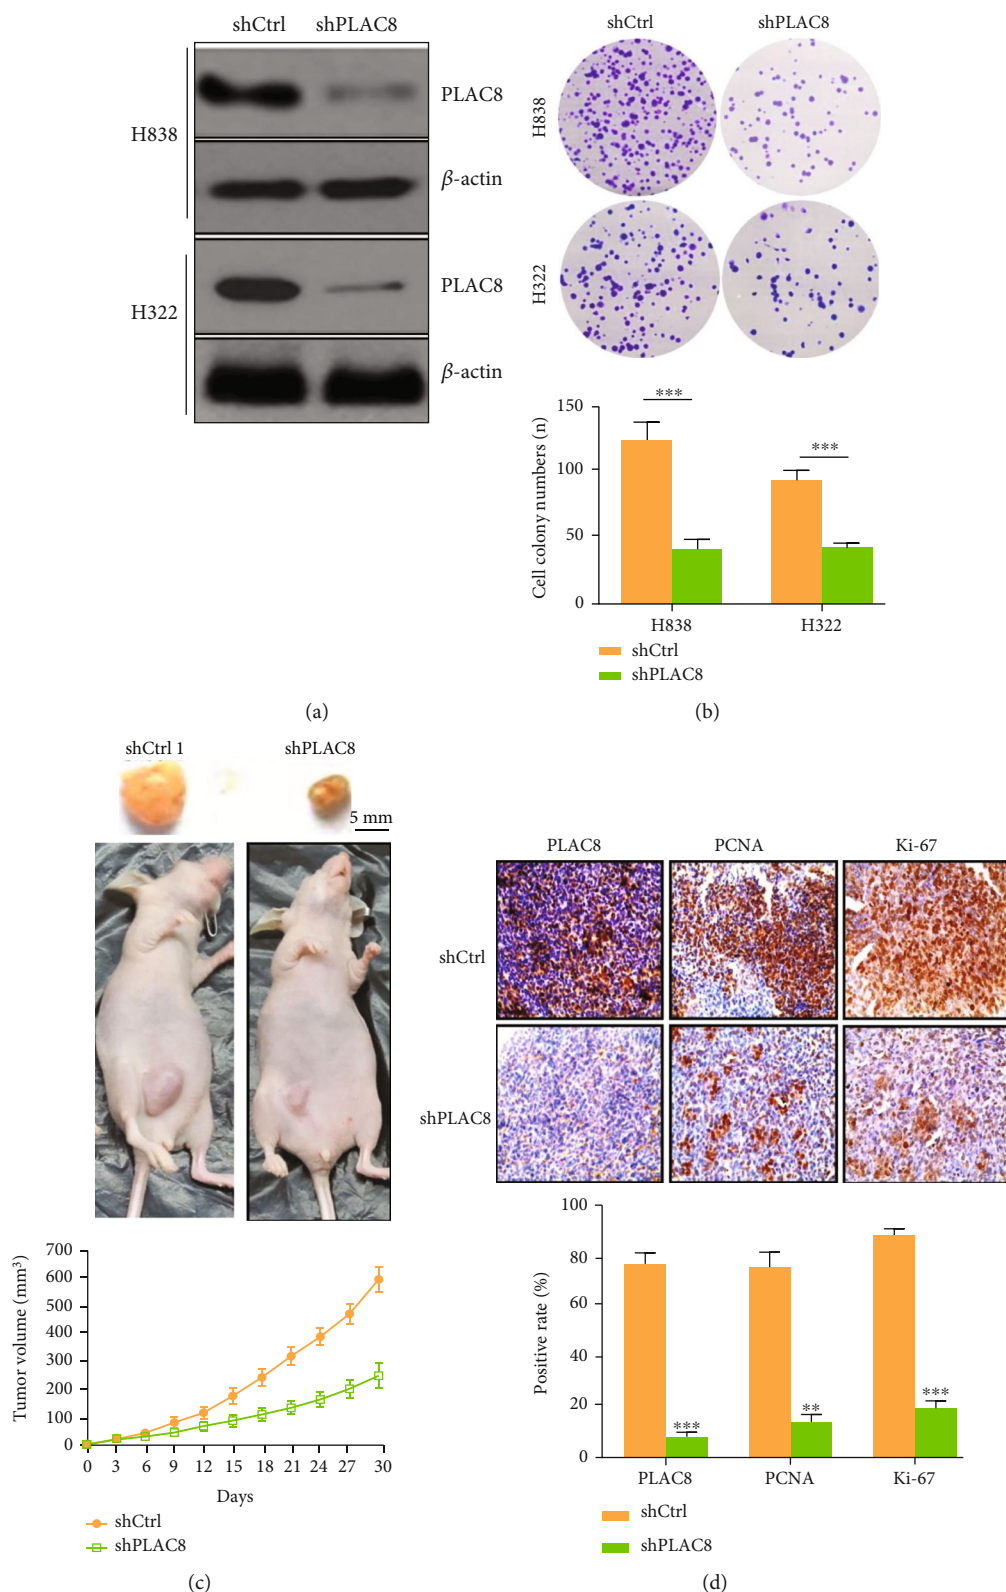 shCtrl shPLAC8
H838
PLAC8
β-actin
H322
PLAC8
β-actin
(a)
shCtrl shPLAC8
H838
H322
Cell colony numbers (n)
150
100
50
0
***
***
H838 H322
shCtrl
shPLAC8
(b)
shCtrl 1 shPLAC8
5 mm
Tumor volume (mm³)
700
600
500
400
300
200
100
0
0 3 6 9 12 15 18 21 24 27 30
Days
shCtrl
shPLAC8
(c)
PLAC8 PCNA Ki-67
shCtrl
shPLAC8
Positive rate (%)
100
80
60
40
20
0
*** ** ***
PLAC8 PCNA Ki-67
shCtrl
shPLAC8
(d)